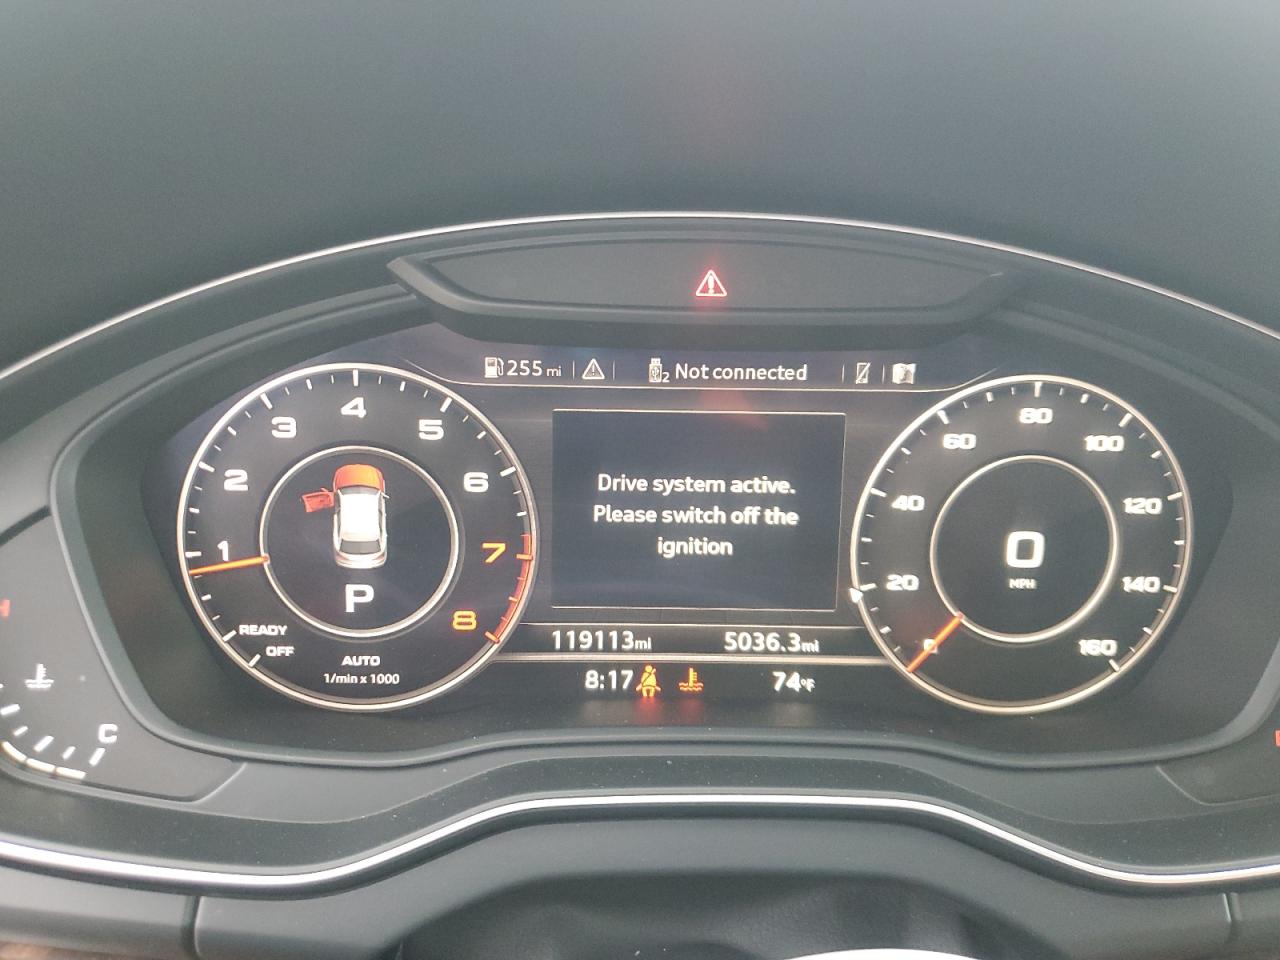 255 mi
2 Not connected
4
3
5
2
6
1
7
8
P
READY
OFF
AUTO
1/min x 1000
Drive system active.
Please switch off the
ignition
119113mi
5036.3mi
8:17
74°F
80
60
100
40
120
20
140
0
160
0
MPH
H
C